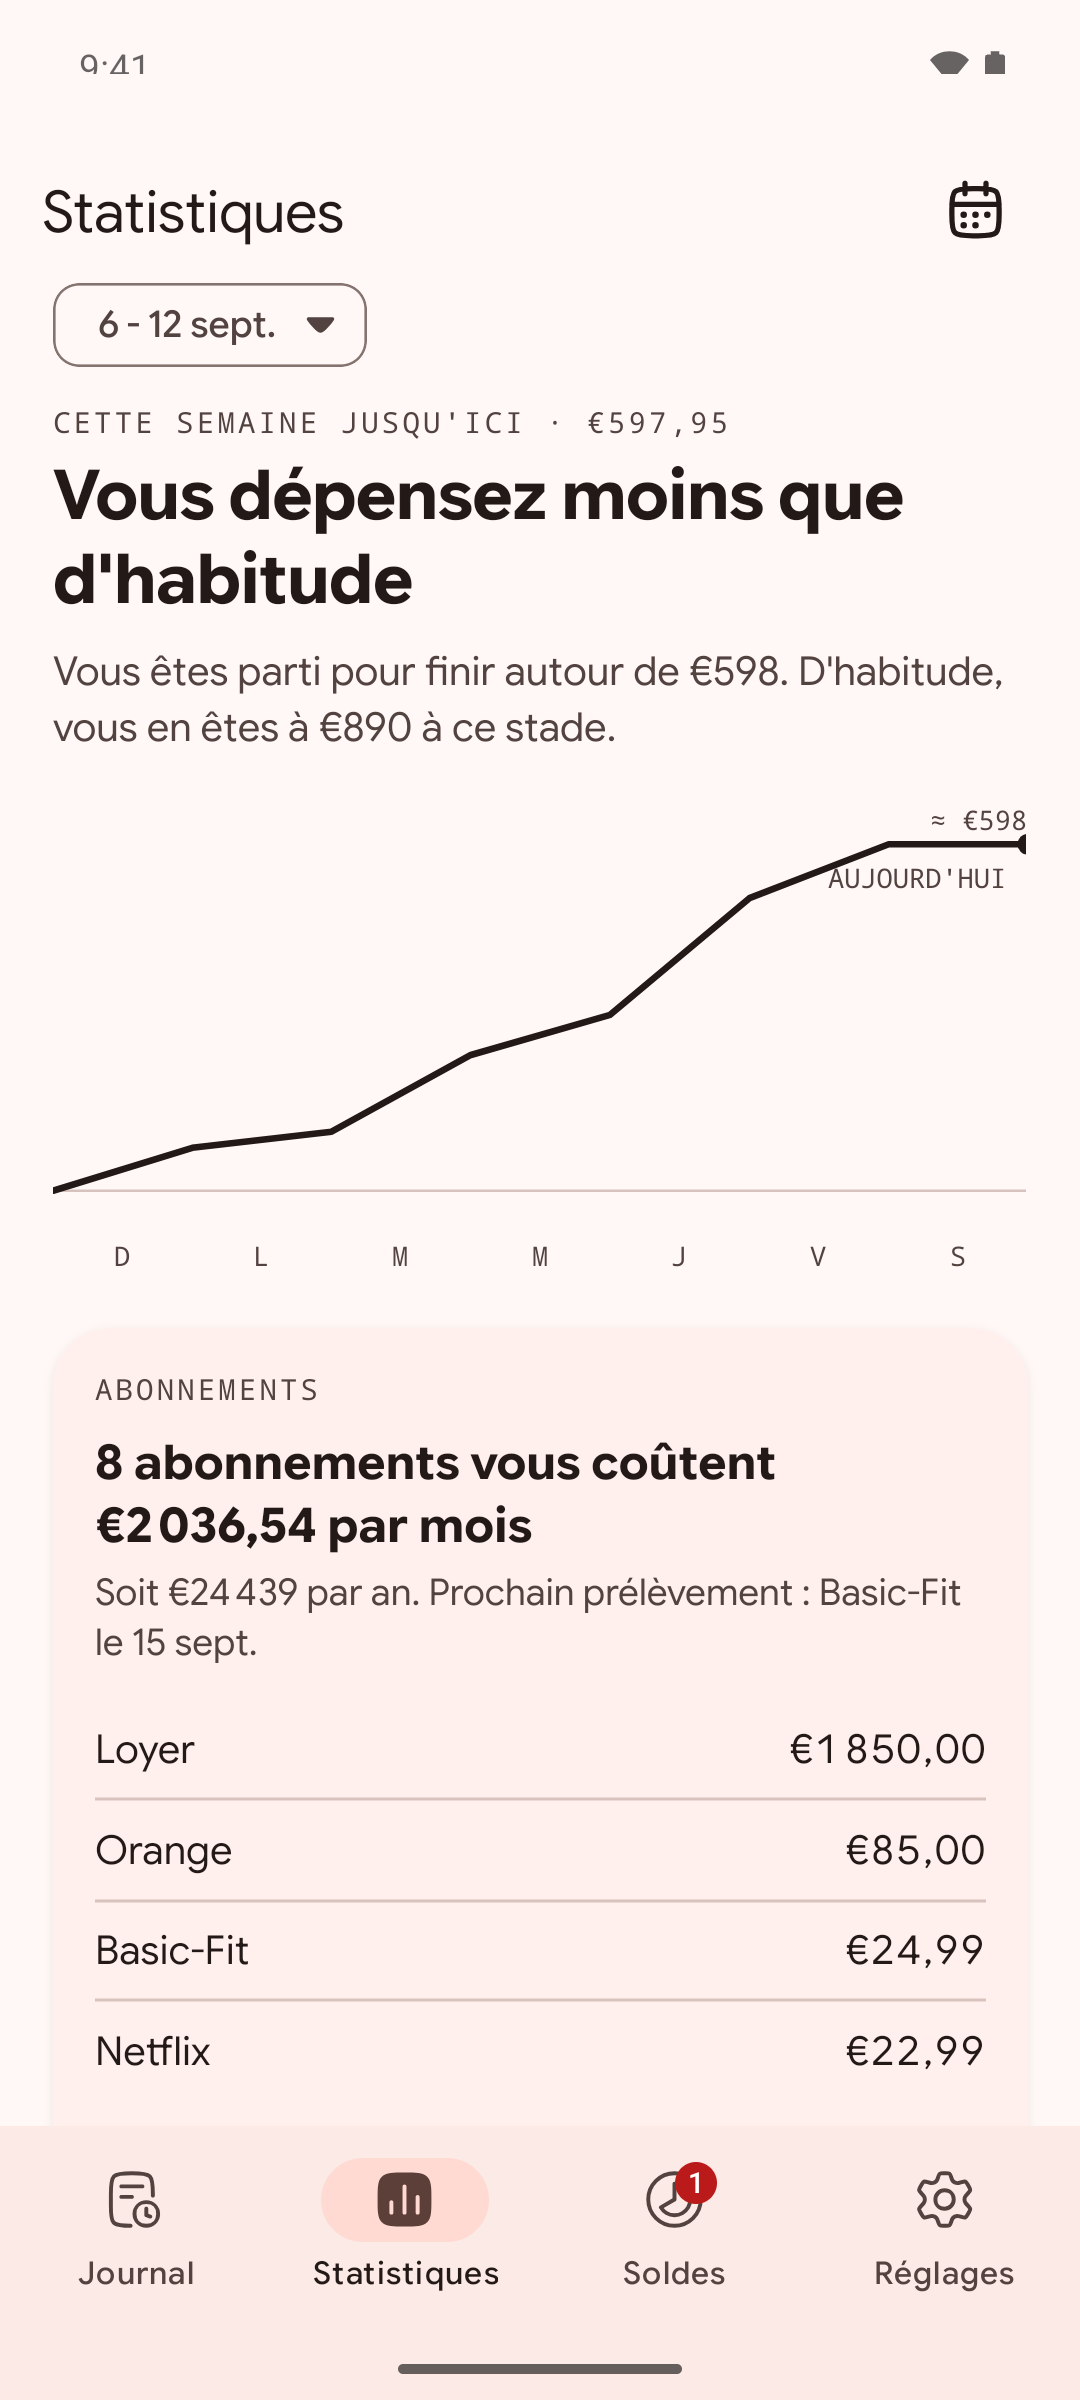 9:41
Statistiques
6 - 12 sept.
CETTE SEMAINE JUSQU'ICI · €597,95
Vous dépensez moins que
d'habitude
Vous êtes parti pour finir autour de €598. D'habitude,
vous en êtes à €890 à ce stade.
≈ €598
AUJOURD'HUI
D L M M J V S
ABONNEMENTS
8 abonnements vous coûtent
€2 036,54 par mois
Soit €24 439 par an. Prochain prélèvement : Basic-Fit
le 15 sept.
Loyer €1 850,00
Orange €85,00
Basic-Fit €24,99
Netflix €22,99
1
Journal Statistiques Soldes Réglages